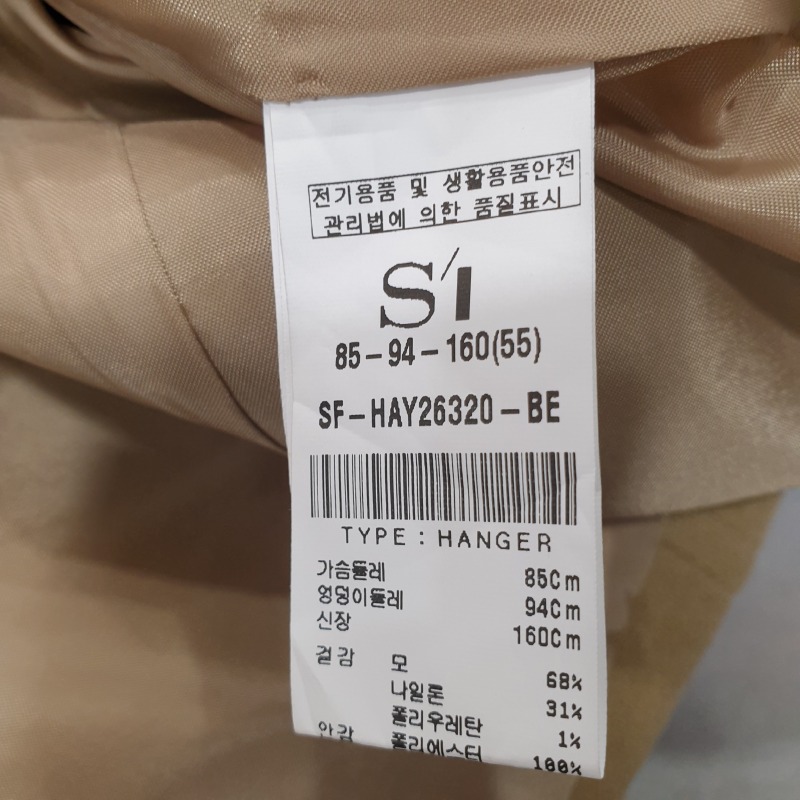 전기용품 및 생활용품안전
관리법에 의한 품질표시
S/I
85-94-160(55)
SF-HAY26320-BE
TYPE : HANGER
가슴둘레 85Cm
엉덩이둘레 94Cm
신장 160Cm
겉감 모 68%
나일론 31%
폴리우레탄 1%
안감 폴리에스터 100%